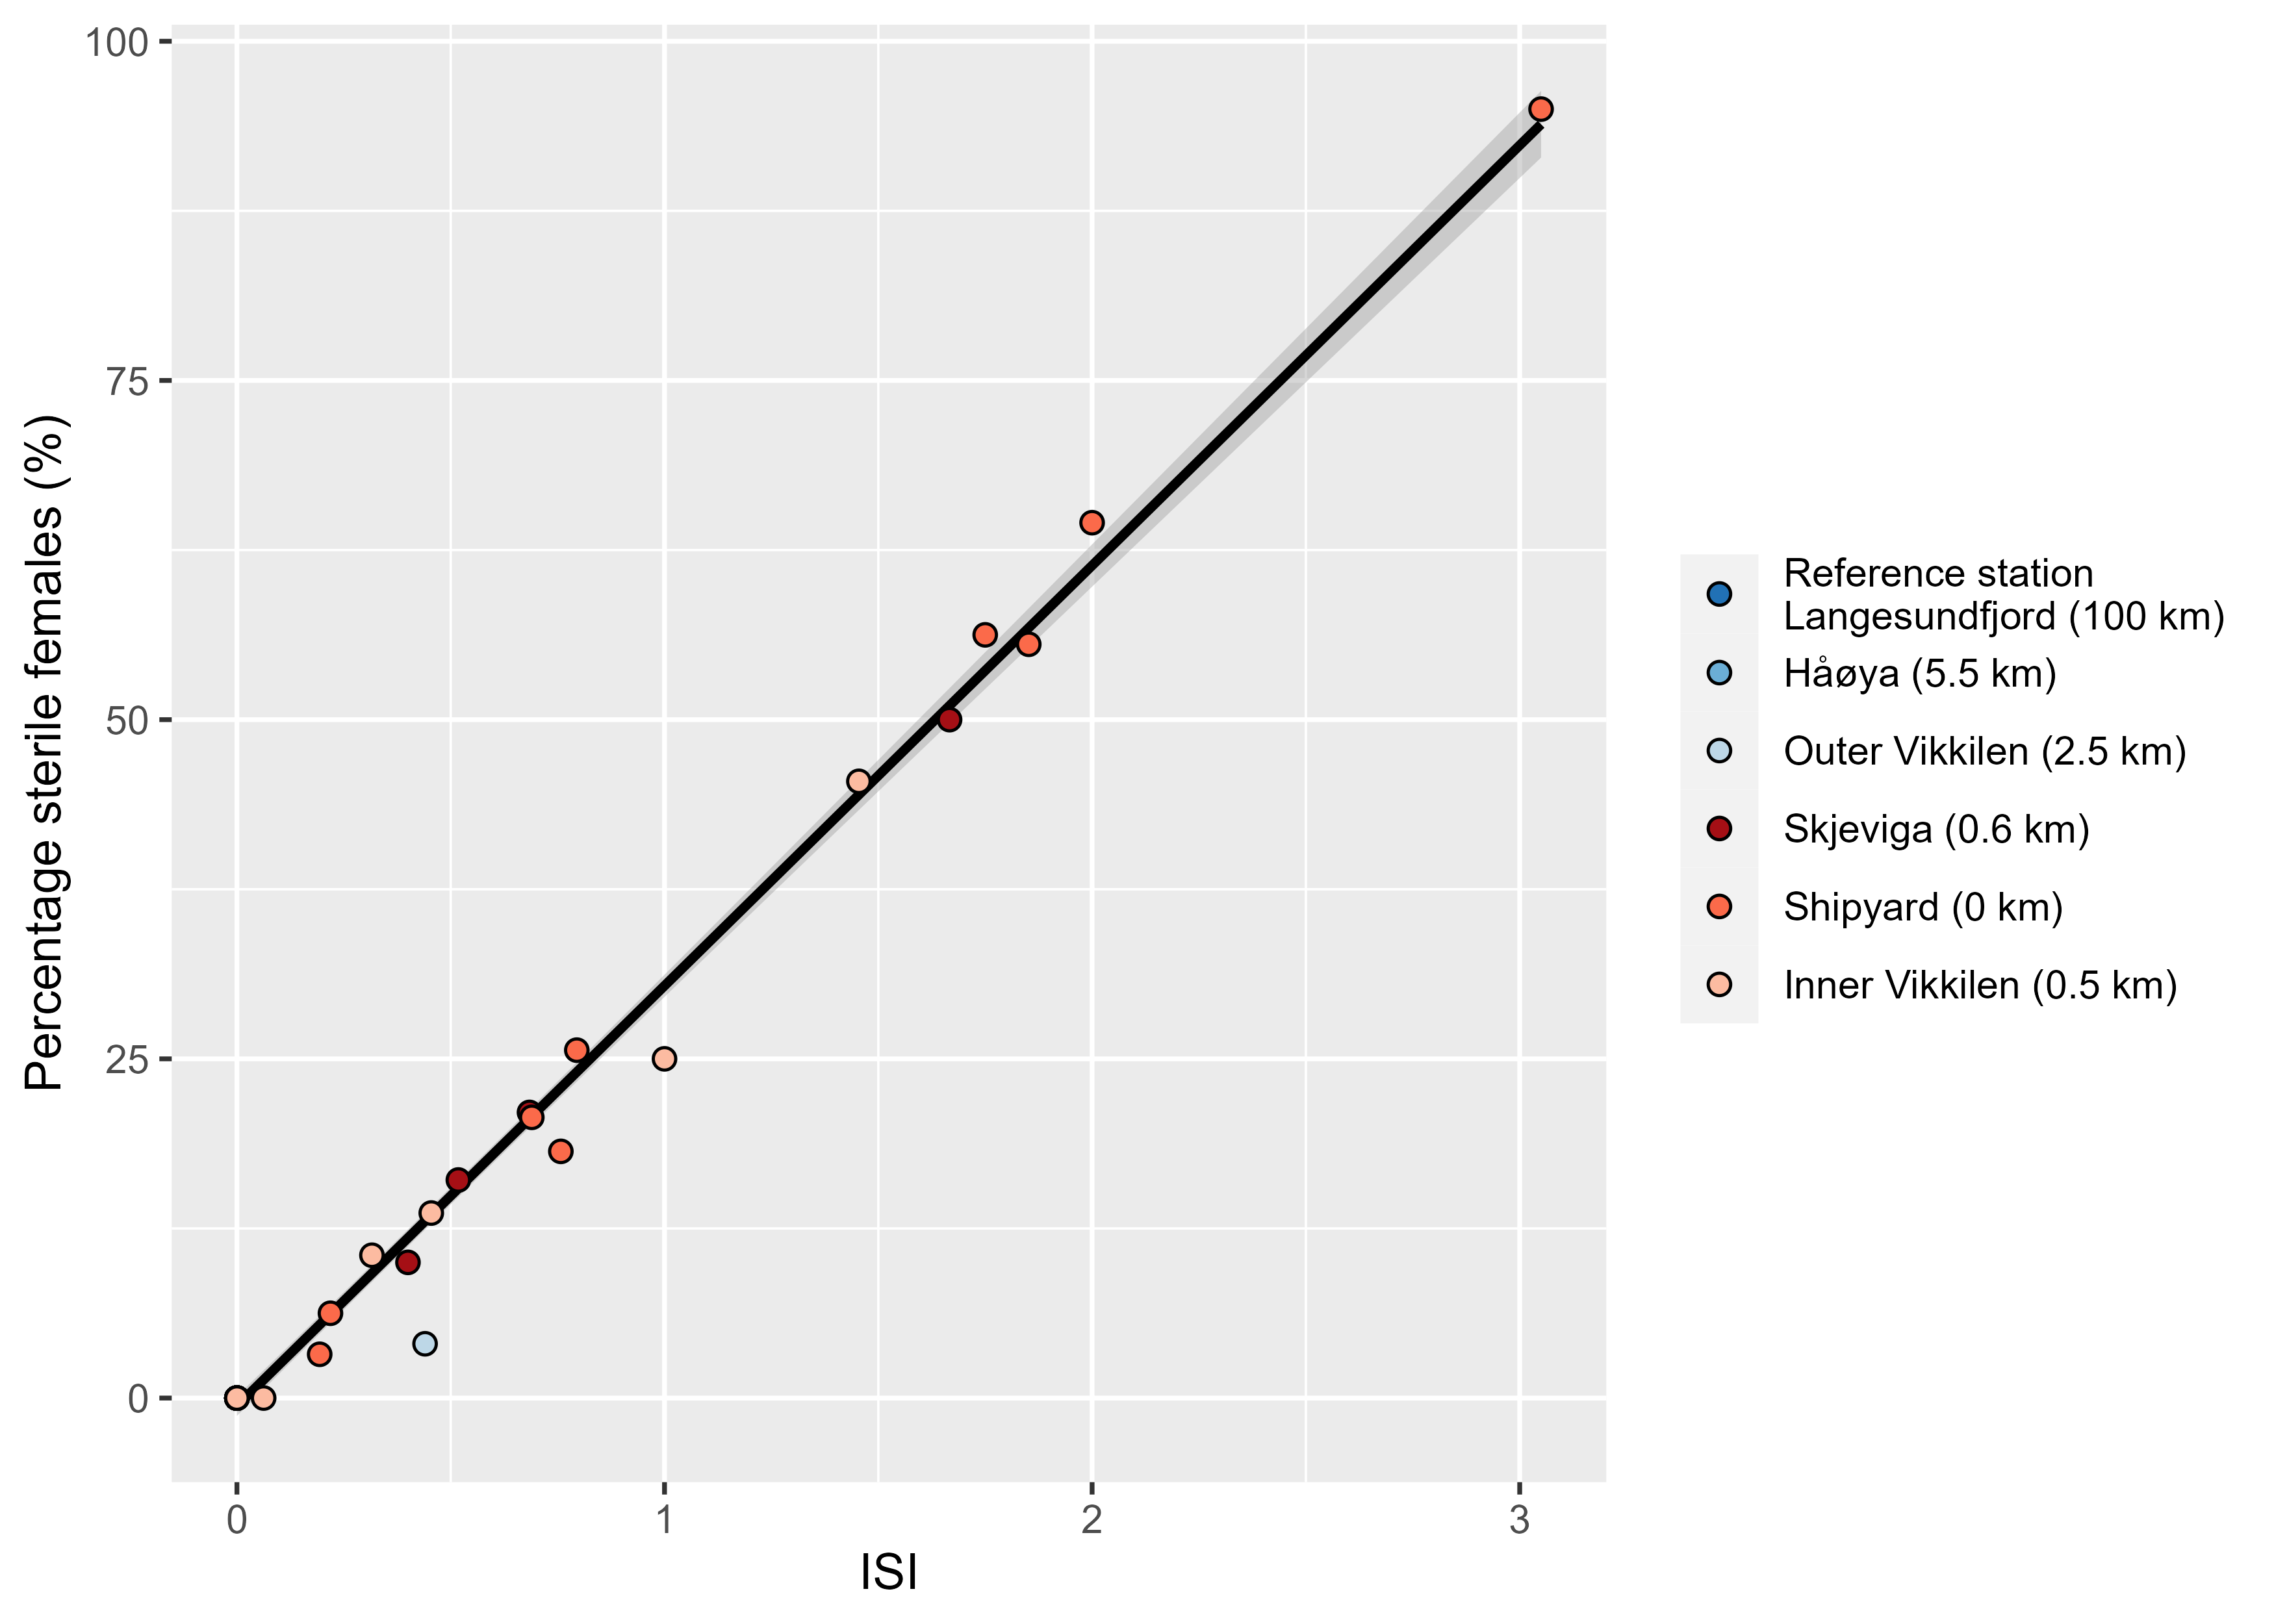 100
75
50
25
0
Percentage sterile females (%)
0
1
2
3
ISI
Reference station
Langesundfjord (100 km)
Håøva (5.5 km)
Outer Vikkilen (2.5 km)
Skjeviga (0.6 km)
Shipyard (0 km)
Inner Vikkilen (0.5 km)